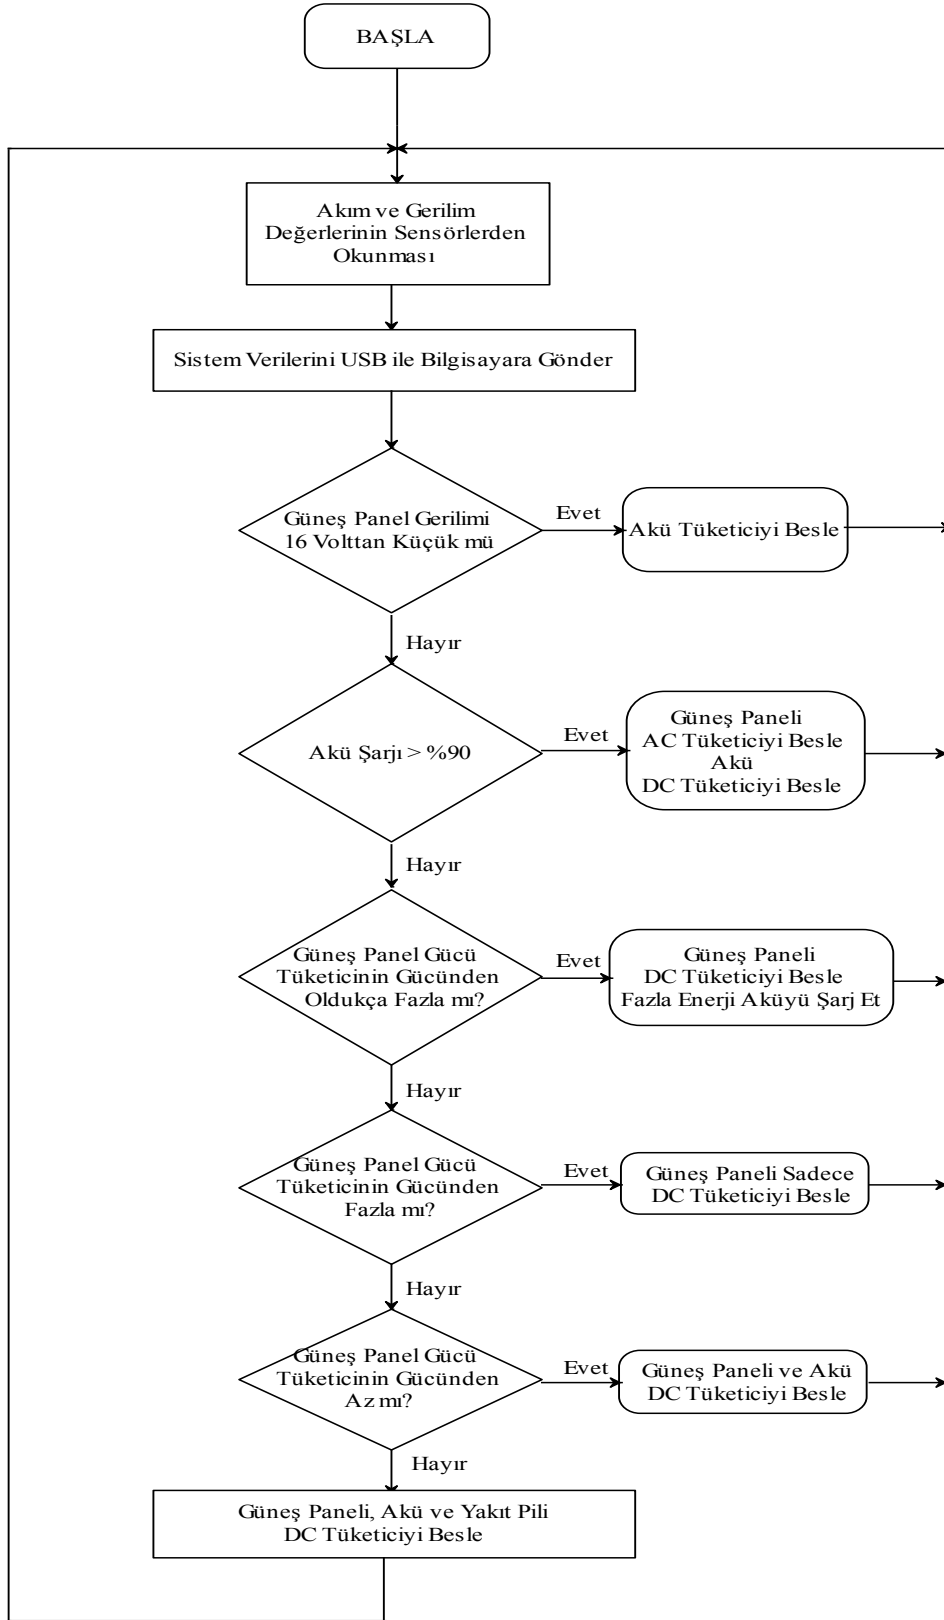 BAŞLA
Akım ve Gerilim
Değerlerinin Sensörlerden
Okunması
Sistem Verilerini USB ile Bilgisayara Gönder
Güneş Panel Gerilimi
16 Volttan Küçük mü
Evet
Akü Tüketiciyi Besle
Hayır
Akü Şarjı > %90
Evet
Güneş Paneli
AC Tüketiciyi Besle
Akü
DC Tüketiciyi Besle
Hayır
Güneş Panel Gücü
Tüketicinin Gücünden
Oldukça Fazla mı?
Evet
Güneş Paneli
DC Tüketiciyi Besle
Fazla Enerji Aküyü Şarj Et
Hayır
Güneş Panel Gücü
Tüketicinin Gücünden
Fazla mı?
Evet
Güneş Paneli Sadece
DC Tüketiciyi Besle
Hayır
Güneş Panel Gücü
Tüketicinin Gücünden
Az mı?
Evet
Güneş Paneli ve Akü
DC Tüketiciyi Besle
Hayır
Güneş Paneli, Akü ve Yakıt Pili
DC Tüketiciyi Besle